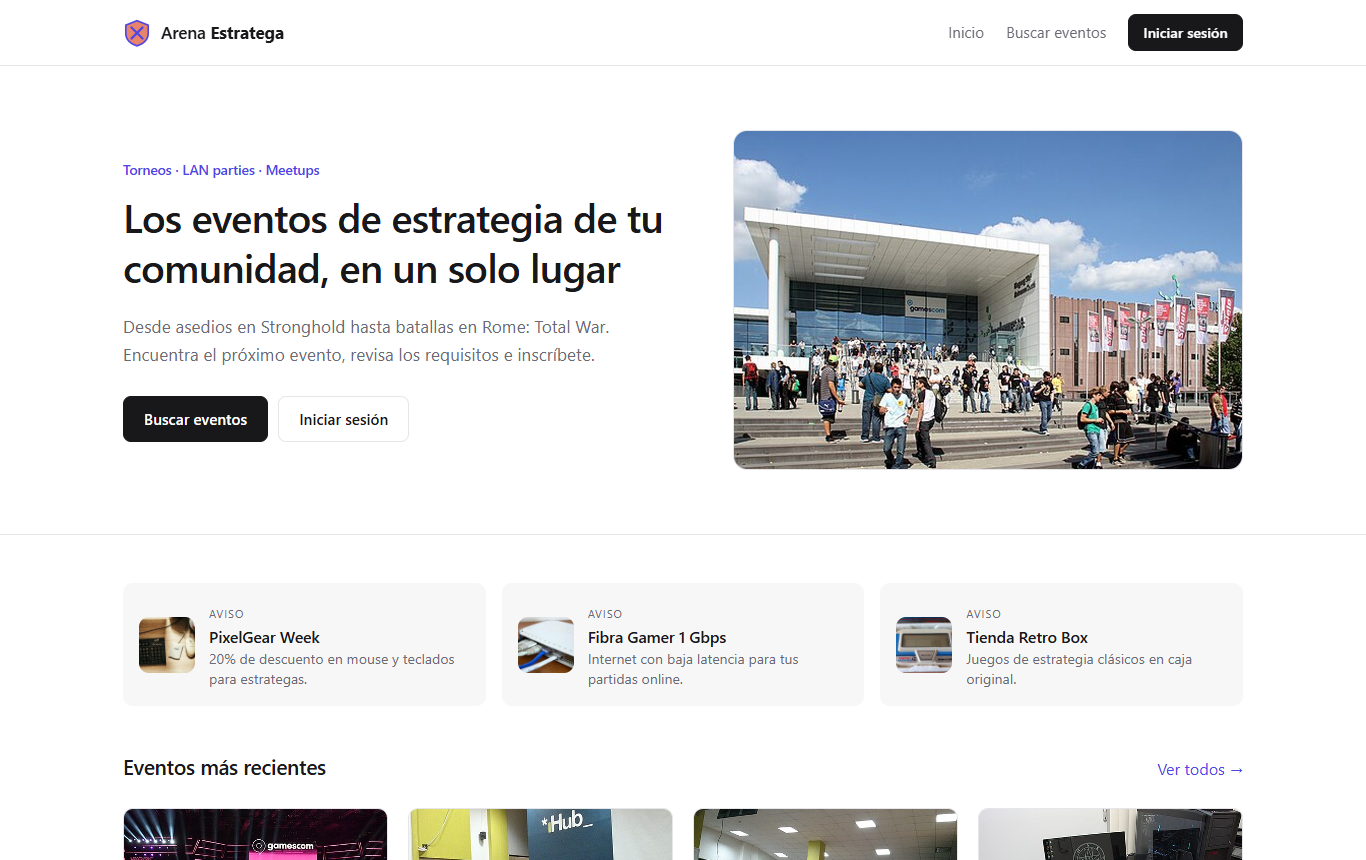 Arena Estratega
Inicio
Buscar eventos
Iniciar sesión
Torneos · LAN parties · Meetups
Los eventos de estrategia de tu
comunidad, en un solo lugar
Desde asedios en Stronghold hasta batallas en Rome: Total War.
Encuentra el próximo evento, revisa los requisitos e inscríbete.
Buscar eventos
Iniciar sesión
gamescom
AVISO
PixelGear Week
20% de descuento en mouse y teclados
para estrategas.
AVISO
Fibra Gamer 1 Gbps
Internet con baja latencia para tus
partidas online.
AVISO
Tienda Retro Box
Juegos de estrategia clásicos en caja
original.
Eventos más recientes
Ver todos →
gamescom
*iHub_